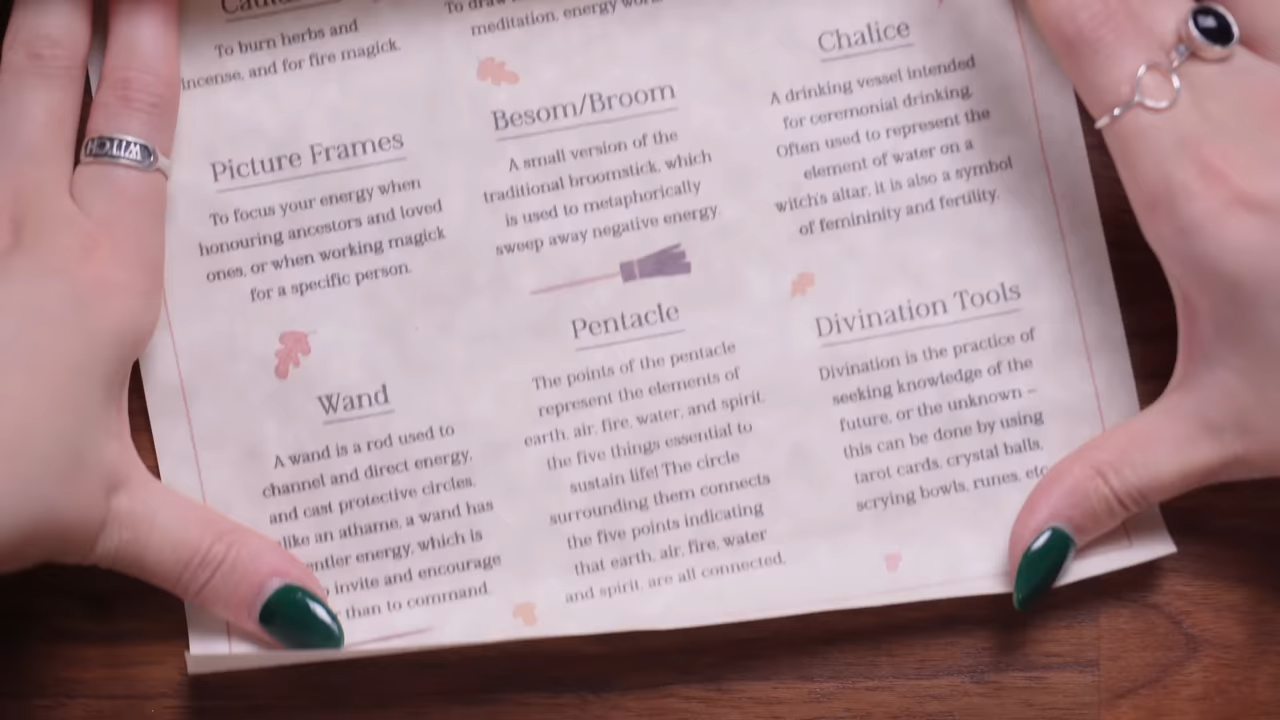 To burn herbs and
incense, and for fire magick.
Picture Frames
To focus your energy when
honouring ancestors and loved
ones, or when working magick
for a specific person.
Wand
A wand is a rod used to
channel and direct energy,
and cast protective circles.
like an athame, a wand has
energy, which is
invite and encourage
than to command.
To draw
meditation, energy
Besom/Broom
A small version of the
traditional broomstick, which
is used to metaphorically
sweep away negative energy
Pentacle
The points of the pentacle
represent the elements of
earth, air, fire, water, and spirit,
the five things essential to
sustain life! The circle
surrounding them connects
the five points indicating
that earth, air, fire, water
and spirit, are all connected.
Chalice
A drinking vessel intended
for ceremonial drinking.
Often used to represent the
element of water on a
witch's altar, it is also a symbol
of femininity and fertility.
Divination Tools
Divination is the practice of
seeking knowledge of the
future, or the unknown –
this can be done by using
tarot cards, crystal balls,
scrying bowls, runes, etc
WITCH